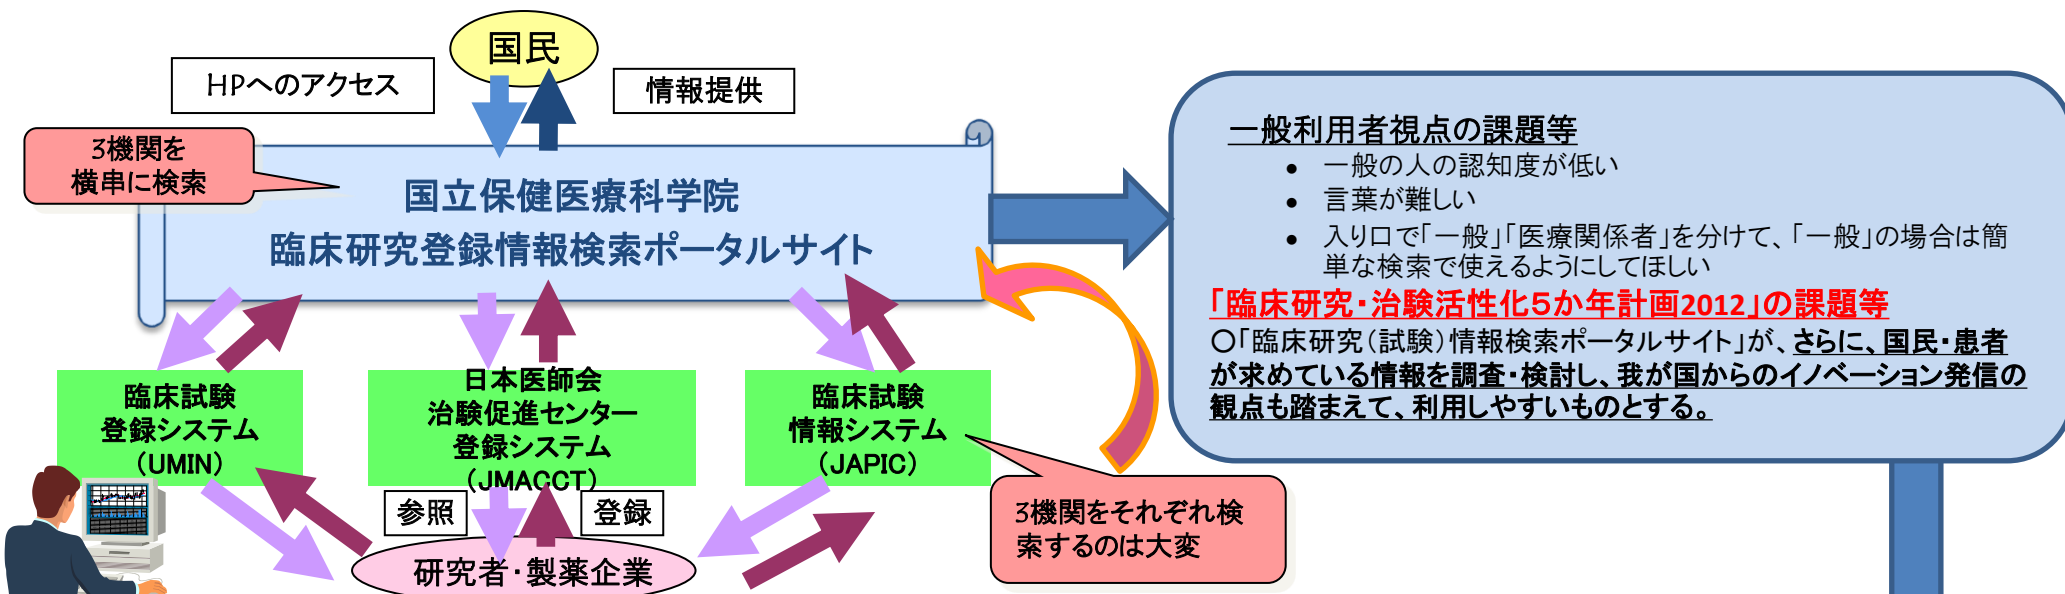 国民
HPへのアクセス
情報提供
3機関を
横串に検索
国立保健医療科学院
臨床研究登録情報検索ポータルサイト
臨床試験
登録システム
（UMIN）
日本医師会
治験促進センター
登録システム
（JMACCT）
臨床試験
情報システム
（JAPIC）
参照
登録
研究者・製薬企業
3機関をそれぞれ検
索するのは大変
一般利用者視点の課題等
● 一般の人の認知度が低い
● 言葉が難しい
● 入り口で「一般」「医療関係者」を分けて、「一般」の場合は簡
単な検索で使えるようにしてほしい
「臨床研究・治験活性化５か年計画2012」の課題等
○「臨床研究（試験）情報検索ポータルサイト」が、さらに、国民・患者
が求めている情報を調査・検討し、我が国からのイノベーション発信の
観点も踏まえて、利用しやすいものとする。